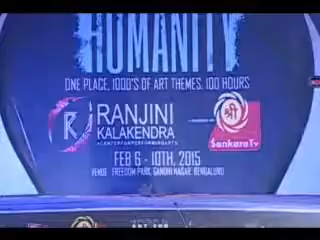 HUMANITY
ONE PLACE, 1000'S OF ART THEMES, 100 HOURS
R
RANJINI
KALAKENDRA
A CENTER FOR PERFORMING ARTS
श्री
Sankara Tv
FEB 6 - 10TH, 2015
VENUE FREEDOM PARK, GANDHI NAGAR, BENGALURU